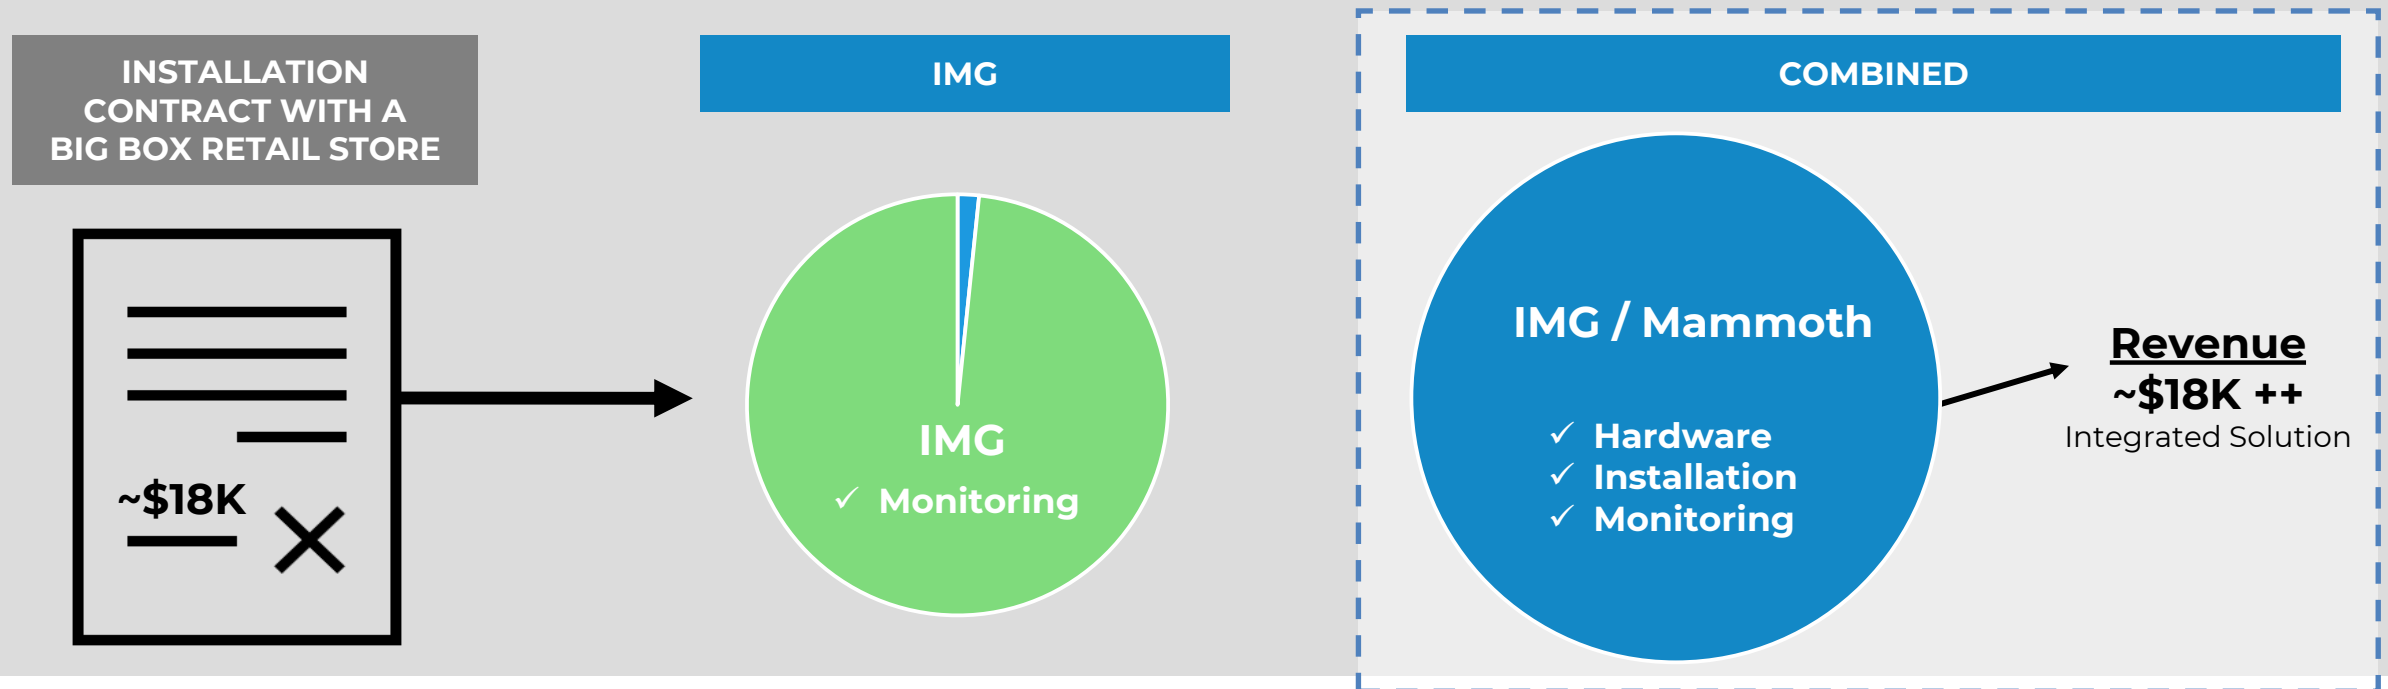 INSTALLATION
CONTRACT WITH A
BIG BOX RETAIL STORE
~$18K
IMG
IMG
✓ Monitoring
COMBINED
IMG / Mammoth
✓ Hardware
✓ Installation
✓ Monitoring
Revenue
~$18K ++
Integrated Solution